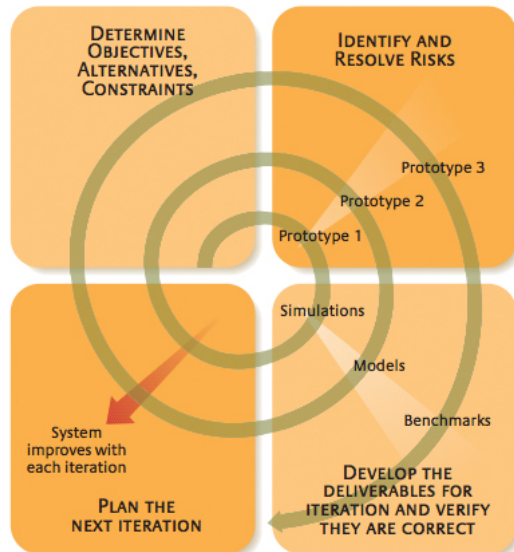 DETERMINE
OBJECTIVES,
ALTERNATIVES,
CONSTRAINTS
IDENTIFY AND
RESOLVE RISKS
Prototype 3
Prototype 2
Prototype 1
Simulations
Models
Benchmarks
System
improves with
each iteration
PLAN THE
NEXT ITERATION
DEVELOP THE
DELIVERABLES FOR
ITERATION AND VERIFY
THEY ARE CORRECT